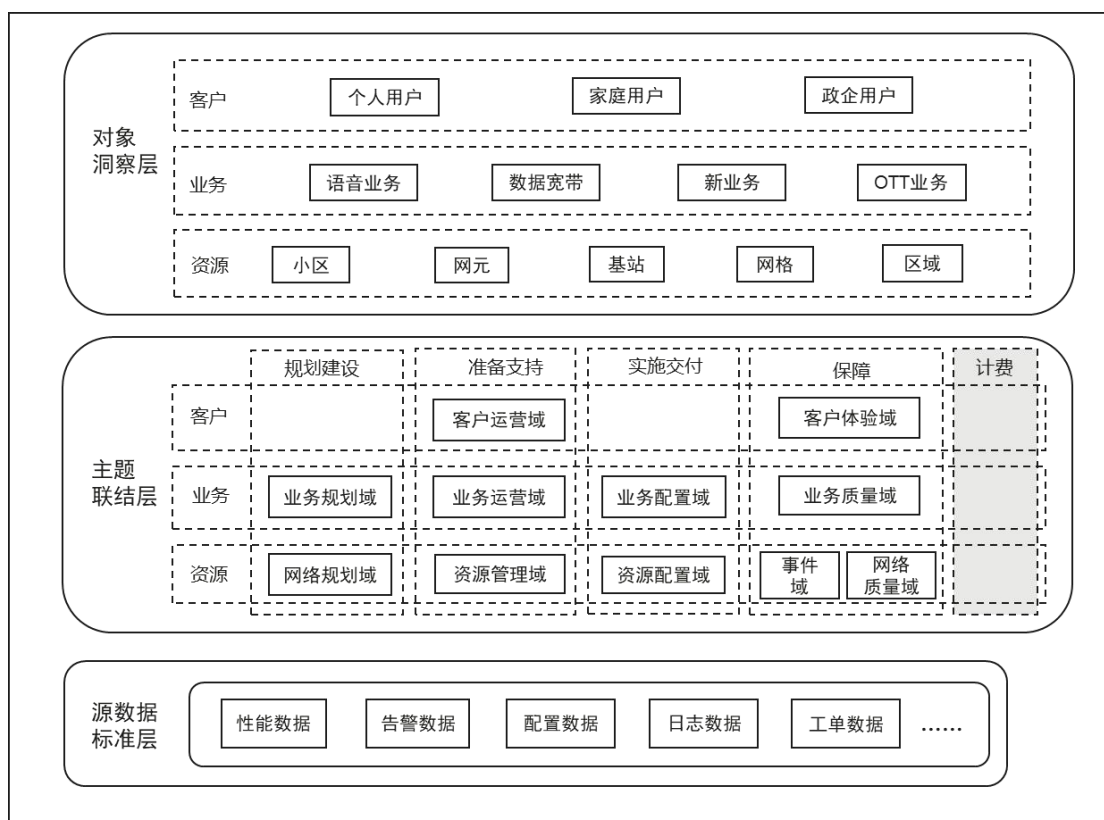 对象
洞察层
客户
个人用户
家庭用户
政企用户
业务
语音业务
数据宽带
新业务
OTT业务
资源
小区
网元
基站
网格
区域
主题
联结层
规划建设
准备支持
实施交付
保障
计费
客户
客户运营域
客户体验域
业务
业务规划域
业务运营域
业务配置域
业务质量域
资源
网络规划域
资源管理域
资源配置域
事件
域
网络
质量域
源数据
标准层
性能数据
告警数据
配置数据
日志数据
工单数据
……